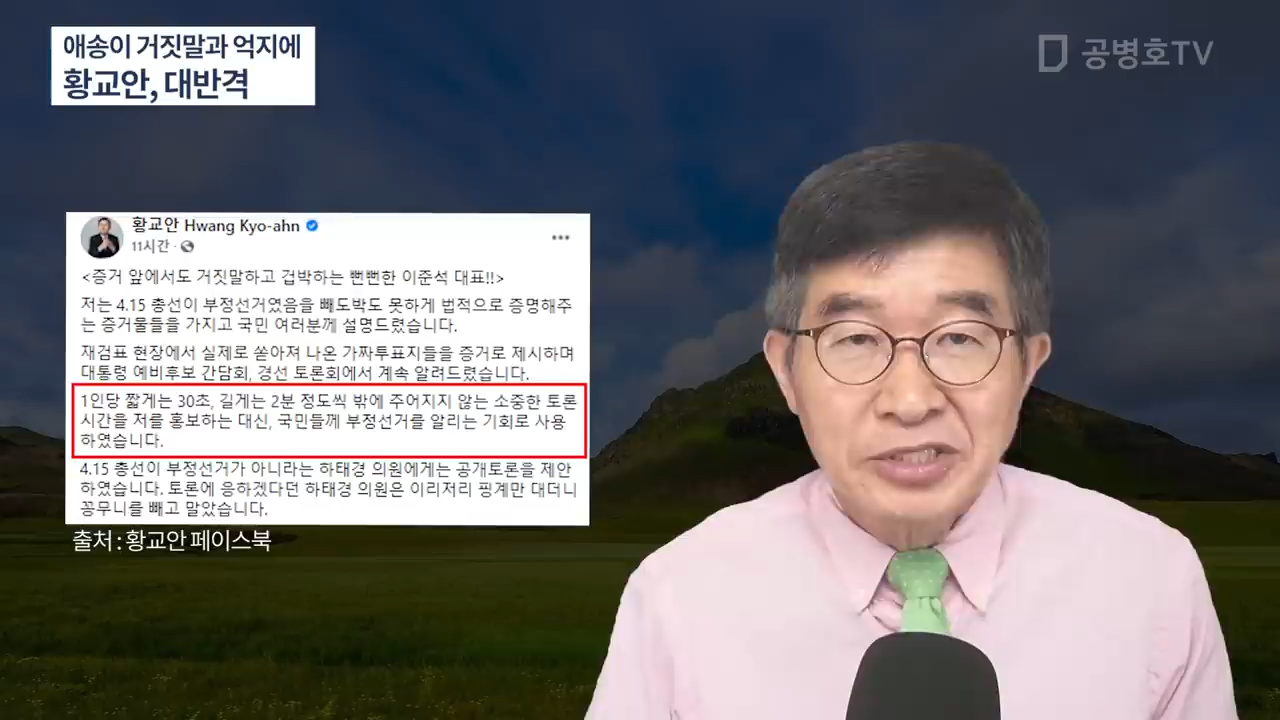 애송이 거짓말과 억지에
황교안, 대반격
공병호TV
황교안 Hwang Kyo-ahn
11시간
<증거 앞에서도 거짓말하고 겁박하는 뻔뻔한 이준석 대표!!>
저는 4.15 총선이 부정선거였음을 빼도박도 못하게 법적으로 증명해주
는 증거물들을 가지고 국민 여러분께 설명드렸습니다.
재검표 현장에서 실제로 쏟아져 나온 가짜투표지들을 증거로 제시하며
대통령 예비후보 간담회, 경선 토론회에서 계속 알려드렸습니다.
1인당 짧게는 30초, 길게는 2분 정도씩 밖에 주어지지 않는 소중한 토론
시간을 저를 홍보하는 대신, 국민들께 부정선거를 알리는 기회로 사용
하였습니다.
4.15 총선이 부정선거가 아니라는 하태경 의원에게는 공개토론을 제안
하였습니다. 토론에 응하겠다던 하태경 의원은 이리저리 핑계만 대더니
꽁무니를 빼고 말았습니다.
출처 : 황교안 페이스북